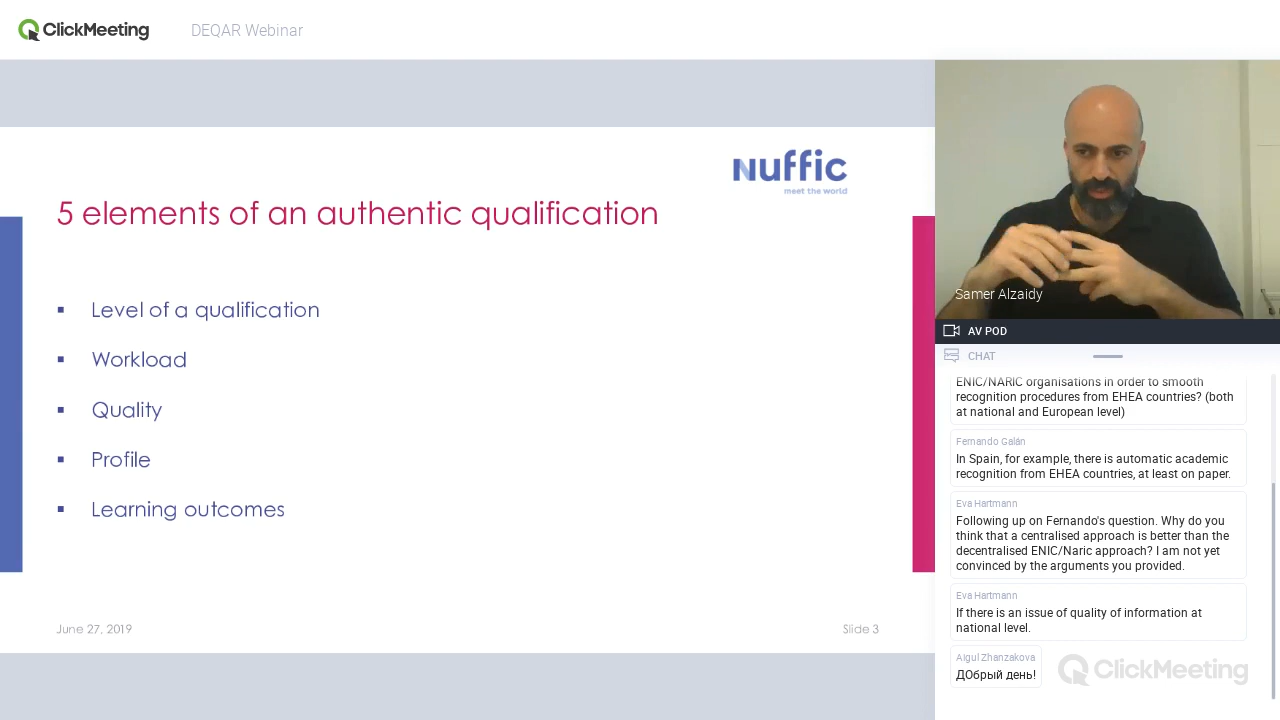 ClickMeeting
DEQAR Webinar
Nuffic
meet the world
5 elements of an authentic qualification
▪ Level of a qualification
▪ Workload
▪ Quality
▪ Profile
▪ Learning outcomes
June 27, 2019
Slide 3
Samer Alzaidy
AV POD
CHAT
ENIC/NARIC organisations in order to smooth
recognition procedures from EHEA countries? (both
at national and European level)
Fernando Galán
In Spain, for example, there is automatic academic
recognition from EHEA countries, at least on paper.
Eva Hartmann
Following up on Fernando's question. Why do you
think that a centralised approach is better than the
decentralised ENIC/Naric approach? I am not yet
convinced by the arguments you provided.
Eva Hartmann
If there is an issue of quality of information at
national level.
Aigul Zhanzakova
ДОбрый день!
ClickMeeting